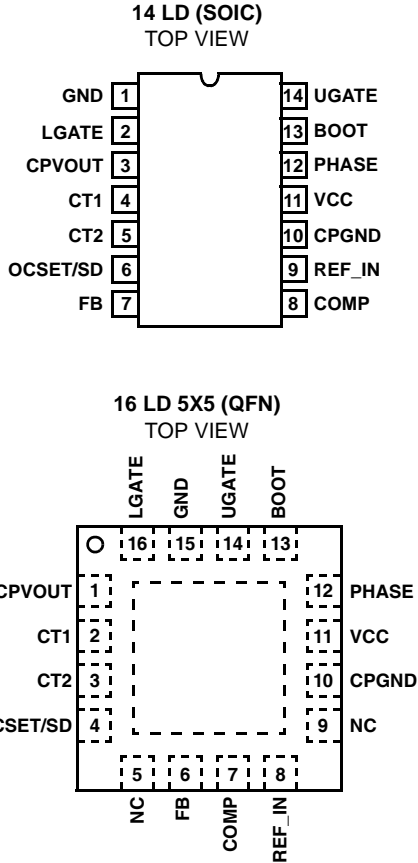 14 LD (SOIC)
TOP VIEW
GND 1 14 UGATE
LGATE 2 13 BOOT
CPVOUT 3 12 PHASE
CT1 4 11 VCC
CT2 5 10 CPGND
OCSET/SD 6 9 REF_IN
FB 7 8 COMP
16 LD 5X5 (QFN)
TOP VIEW
LGATE GND UGATE BOOT
16 15 14 13
CPVOUT 1 12 PHASE
CT1 2 11 VCC
CT2 3 10 CPGND
CSET/SD 4 9 NC
5 6 7 8
NC FB COMP REF_IN